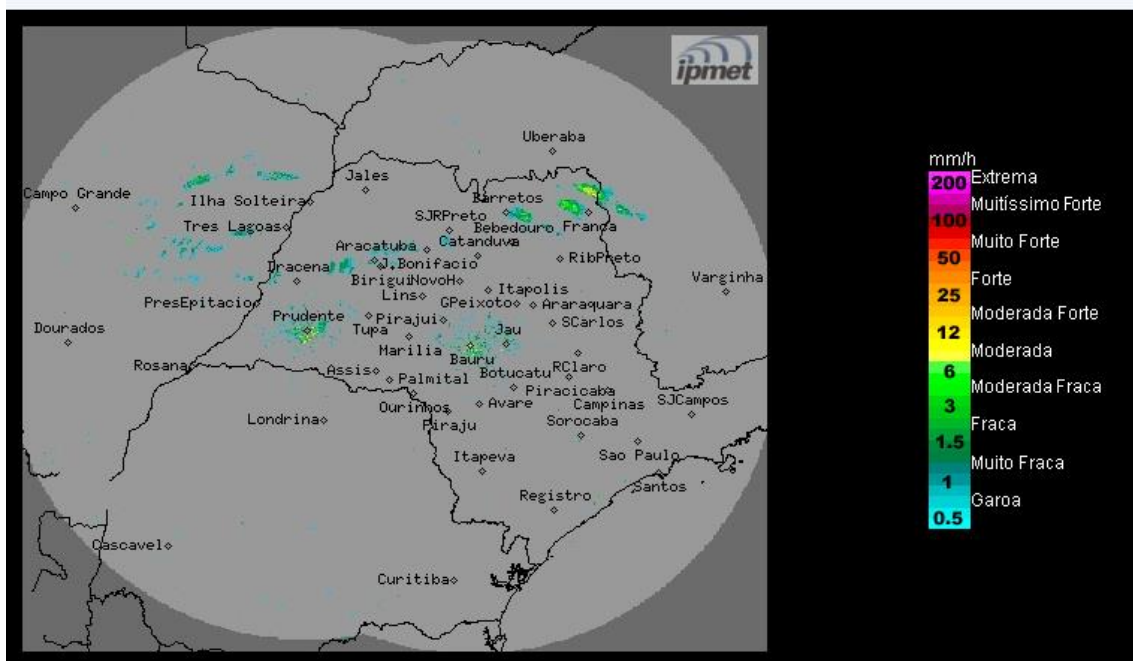 ipmet
Uberaba
Campo Grande
Jales
Ilha Solteira
Barretos
SJRPreto
Tres Lagoas
Bebedouro Franca
Aracatuba Catanduva
Dracena J.Bonifacio RibPreto
Birigui NovoH
Itapolis
Varginha
Lins
PresEpitacio GPeixoto Araraquara
Prudente Pirajui
Dourados Tupa Jau SCarlos
Marilia
Bauru
Rosana Assis Botucatu RClaro
Palmital Piracicaba
Ourinhos Avare Campinas SJCampos
Londrina Piraju Sorocaba
Itapeva Sao Paulo
Santos
Registro
Cascavel
Curitiba
mm/h
200 Extrema
Muitíssimo Forte
100
Muito Forte
50
Forte
25
Moderada Forte
12
Moderada
6
Moderada Fraca
3
Fraca
1.5
Muito Fraca
1
Garoa
0.5